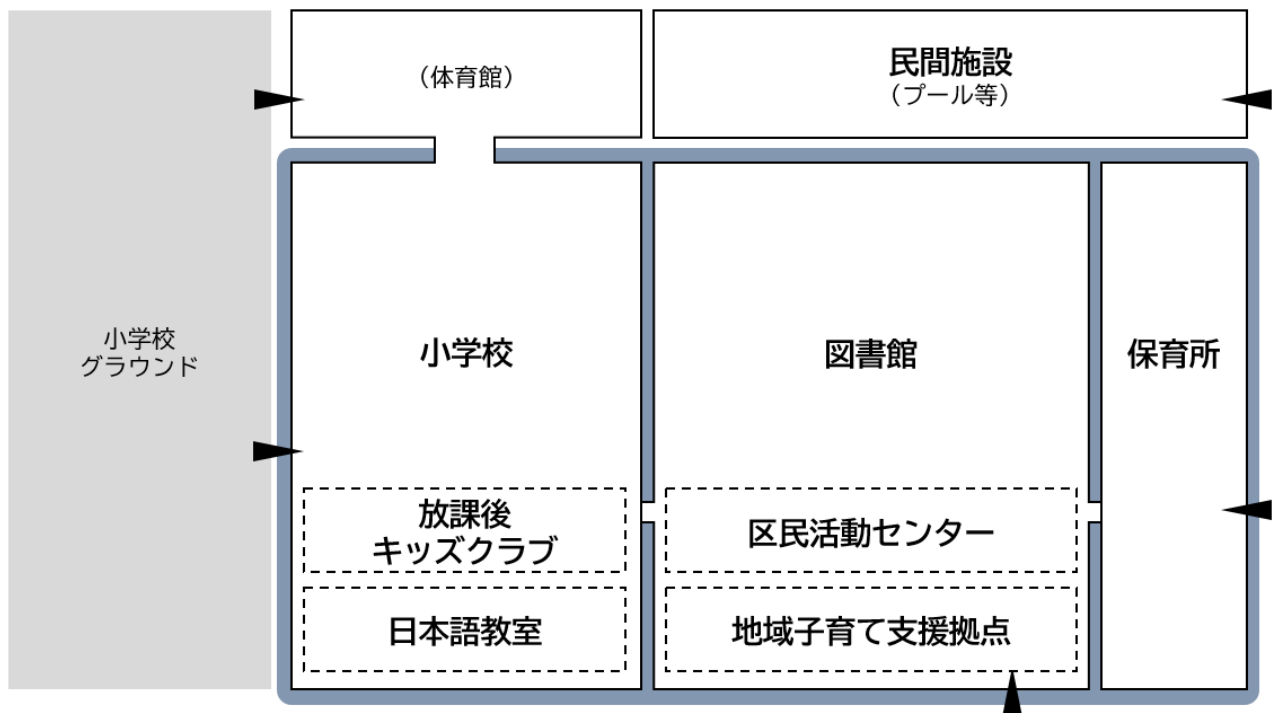 （体育館）
民間施設
（プール等）
小学校
グラウンド
小学校
図書館
保育所
放課後
キッズクラブ
区民活動センター
日本語教室
地域子育て支援拠点